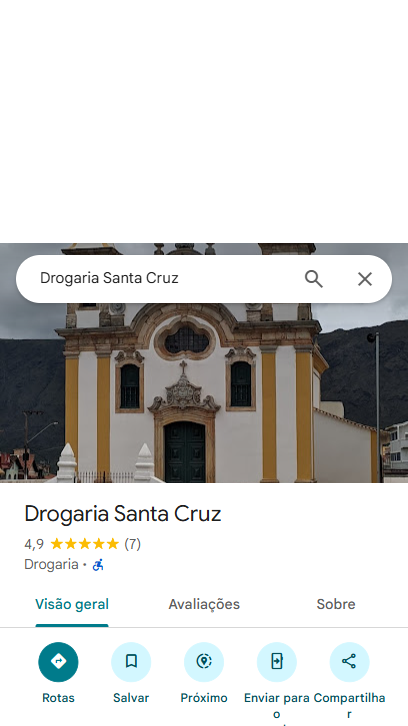 Drogaria Santa Cruz
Drogaria Santa Cruz
4,9 (7)
Drogaria ·
Visão geral Avaliações Sobre
Rotas Salvar Próximo Enviar para Compartilha
o r